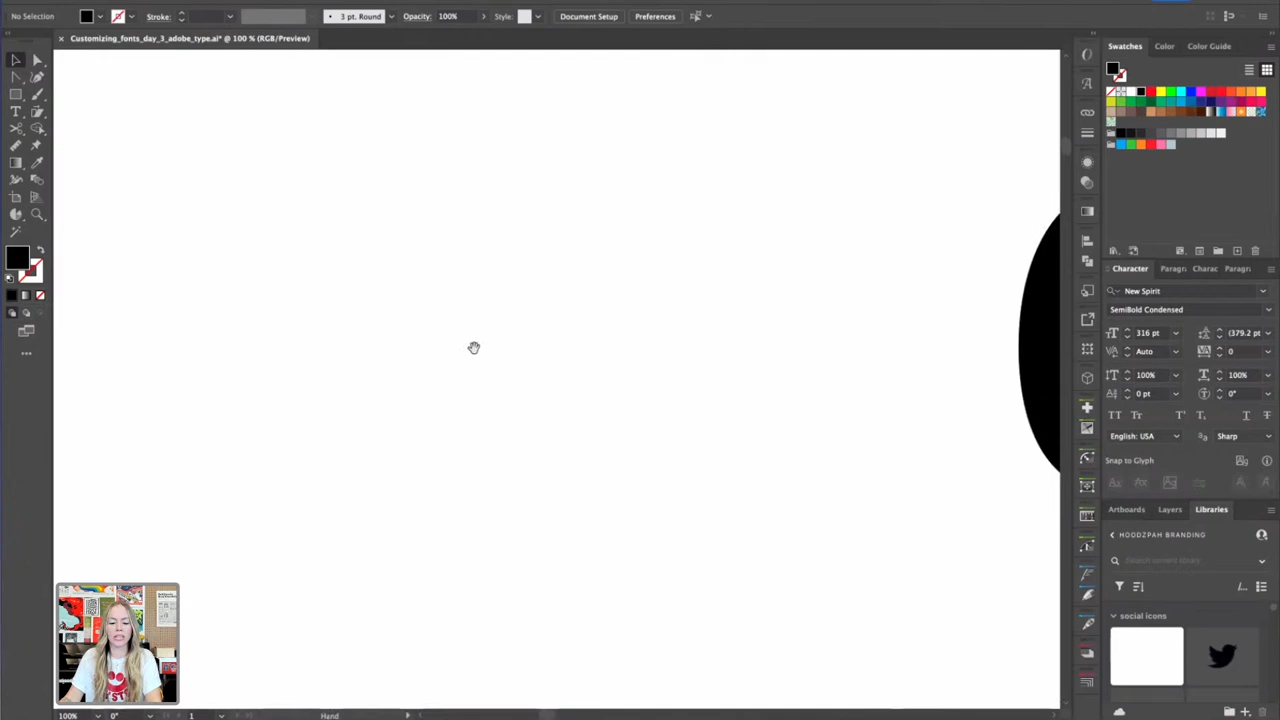 No Selection
Stroke:
3 pt. Round
Opacity: 100%
Style:
Document Setup
Preferences
× Customizing_fonts_day_3_adobe_type.ai* @ 100 % (RGB/Preview)
Swatches Color Color Guide
Character Paragr Charac Paragr
New Spirit
SemiBold Condensed
316 pt (379.2 pt
Auto 0
100% 100%
0 pt 0°
English: USA Sharp
Snap to Glyph
Artboards Layers Libraries
HOODZPAH BRANDING
Search current library
social icons
100% 0° 1 Hand